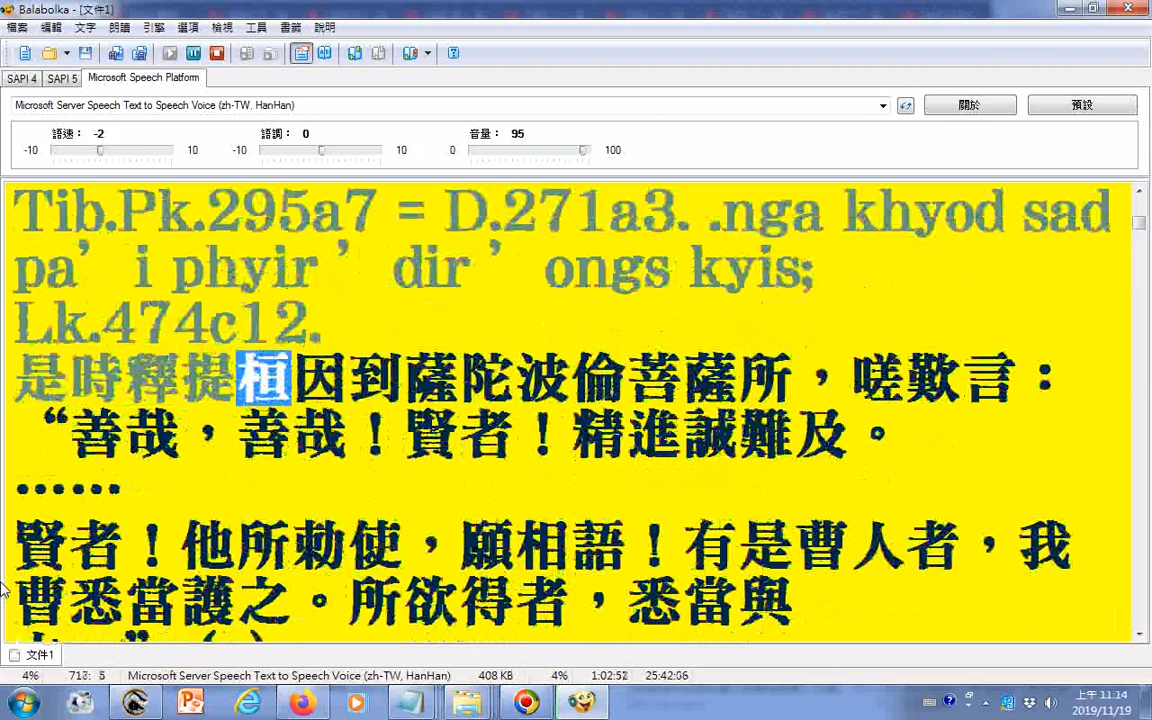 Balabolka - [文件1]
檔案 編輯 文字 朗讀 引擎 選項 檢視 工具 書籤 說明
SAPI 4 SAPI 5 Microsoft Speech Platform
Microsoft Server Speech Text to Speech Voice (zh-TW, HanHan) 關於 預設
語速： -2 語調： 0 音量： 95
-10 10 -10 10 0 100
Tib.Pk.295a7 = D.271a3. .nga khyod sad
pa’ i phyir ’ dir ’ ongs kyis;
Lk.474c12.
是時釋提桓因到薩陀波倫菩薩所，嗟歎言：
“善哉，善哉！賢者！精進誠難及。
……
賢者！他所勅使，願相語！有是曹人者，我
曹悉當護之。所欲得者，悉當與
文件1
4% Microsoft Server Speech Text to Speech Voice (zh-TW, HanHan) 408 KB 4% 25:42:06
上午 11:14
2019/11/19